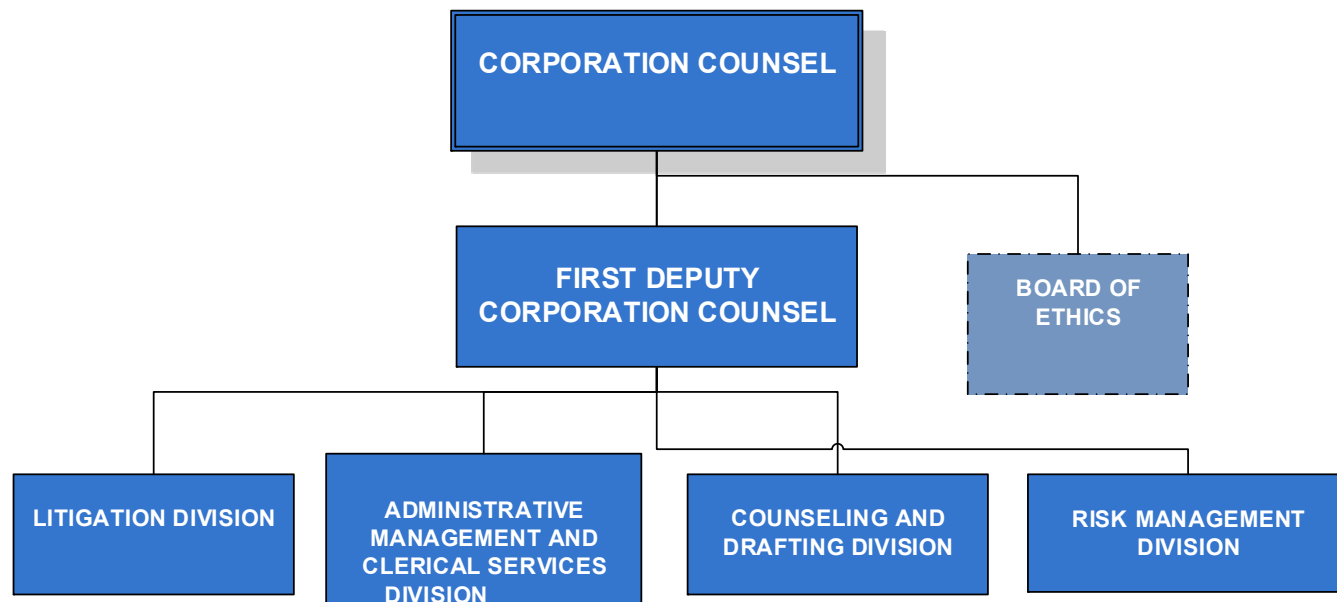 CORPORATION COUNSEL
FIRST DEPUTY
CORPORATION COUNSEL
BOARD OF
ETHICS
LITIGATION DIVISION
ADMINISTRATIVE
MANAGEMENT AND
CLERICAL SERVICES
DIVISION
COUNSELING AND
DRAFTING DIVISION
RISK MANAGEMENT
DIVISION